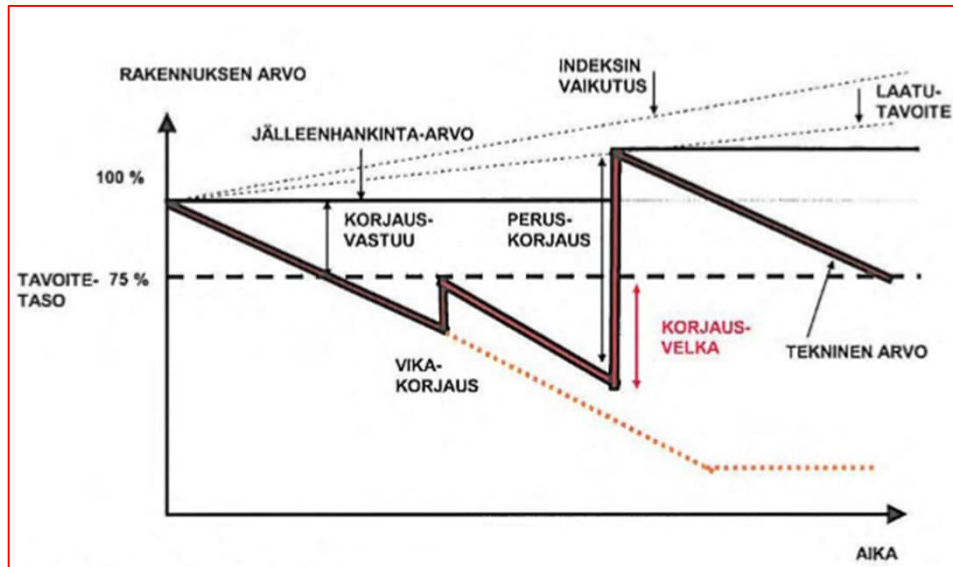 RAKENNUKSEN ARVO
INDEKSIN
VAIKUTUS
LAATU-
TAVOITE
JÄLLEENHANKINTA-ARVO
100 %
KORJAUS-
VASTUU
PERUS-
KORJAUS
TAVOITE-
TASO
75 %
KORJAUS-
VELKA
VIKA-
KORJAUS
TEKNINEN ARVO
AIKA